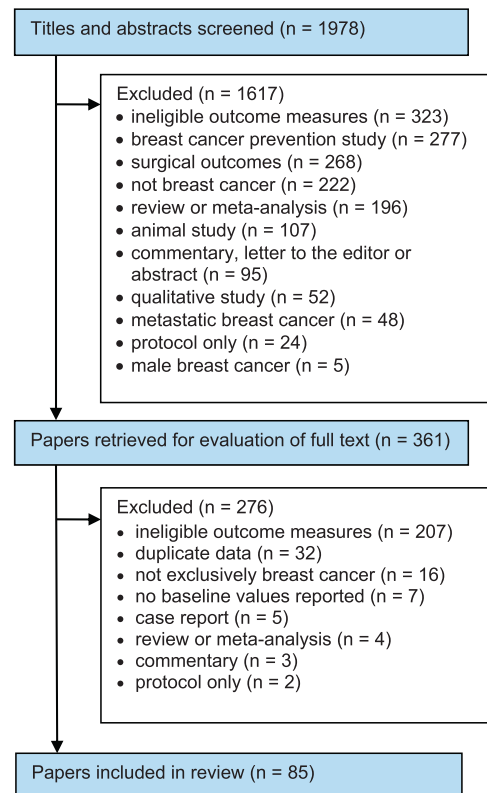 Titles and abstracts screened (n = 1978)
Excluded (n = 1617)
• ineligible outcome measures (n = 323)
• breast cancer prevention study (n = 277)
• surgical outcomes (n = 268)
• not breast cancer (n = 222)
• review or meta-analysis (n = 196)
• animal study (n = 107)
• commentary, letter to the editor or
abstract (n = 95)
• qualitative study (n = 52)
• metastatic breast cancer (n = 48)
• protocol only (n = 24)
• male breast cancer (n = 5)
Papers retrieved for evaluation of full text (n = 361)
Excluded (n = 276)
• ineligible outcome measures (n = 207)
• duplicate data (n = 32)
• not exclusively breast cancer (n = 16)
• no baseline values reported (n = 7)
• case report (n = 5)
• review or meta-analysis (n = 4)
• commentary (n = 3)
• protocol only (n = 2)
Papers included in review (n = 85)